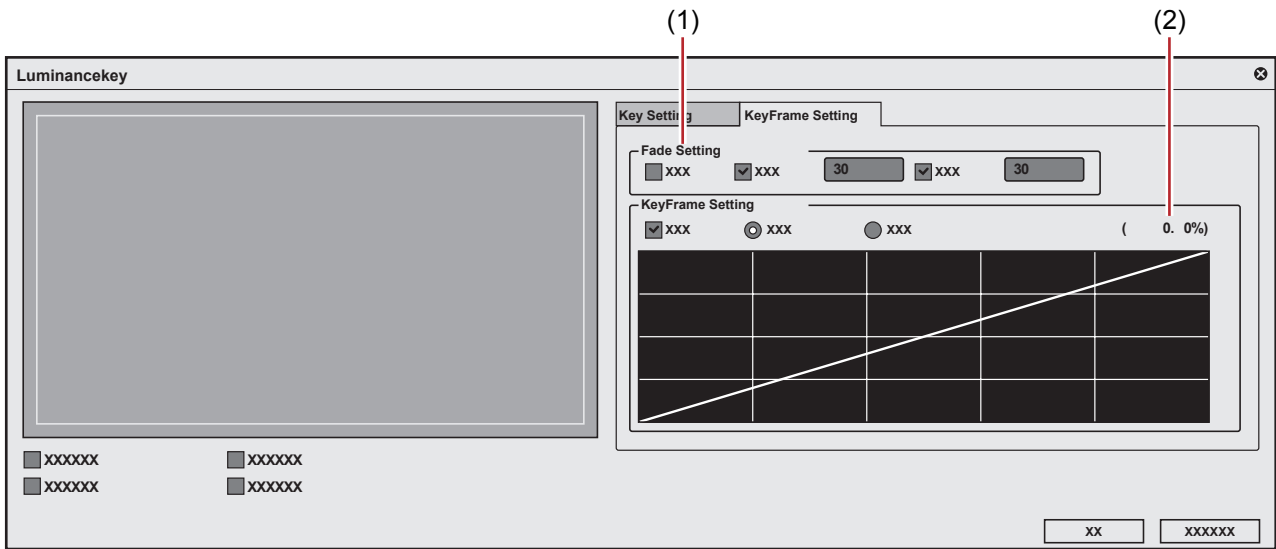 (1) (2)
Luminancekey
Key Setting KeyFrame Setting
Fade Setting
xxx xxx 30 xxx 30
KeyFrame Setting
xxx xxx xxx ( 0. 0%)
xxxxxx xxxxxx
xxxxxx xxxxxx
xx xxxxxx